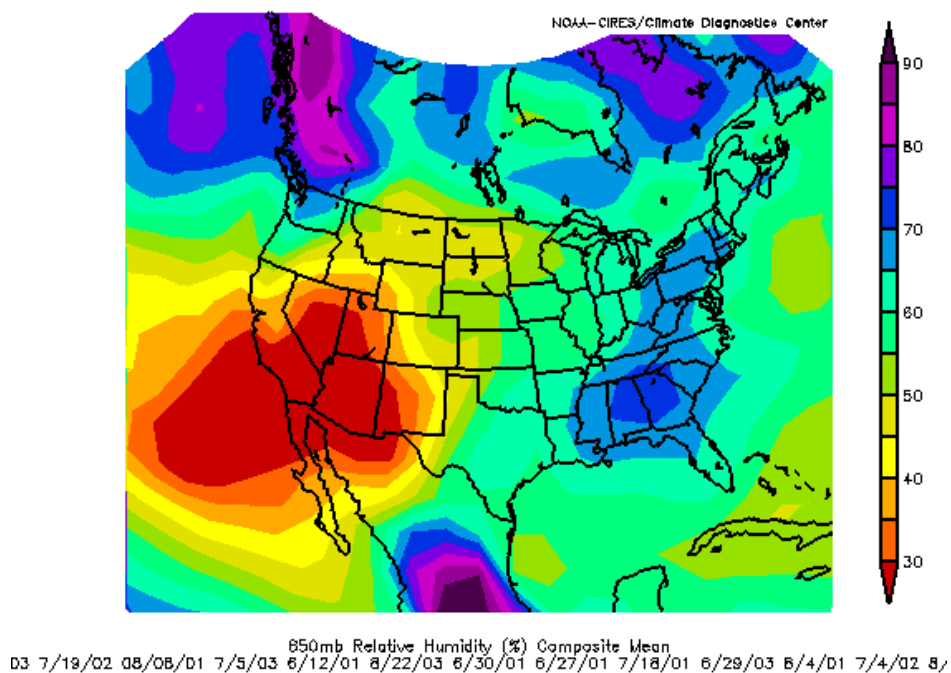 NOAA-CIRES/Climate Diagnostics Center
90
80
70
60
50
40
30
850mb Relative Humidity (%) Composite Mean
03 7/19/02 08/08/01 7/5/03 6/12/01 8/22/03 6/30/01 6/27/01 7/18/01 6/29/03 6/4/01 7/4/02 8/